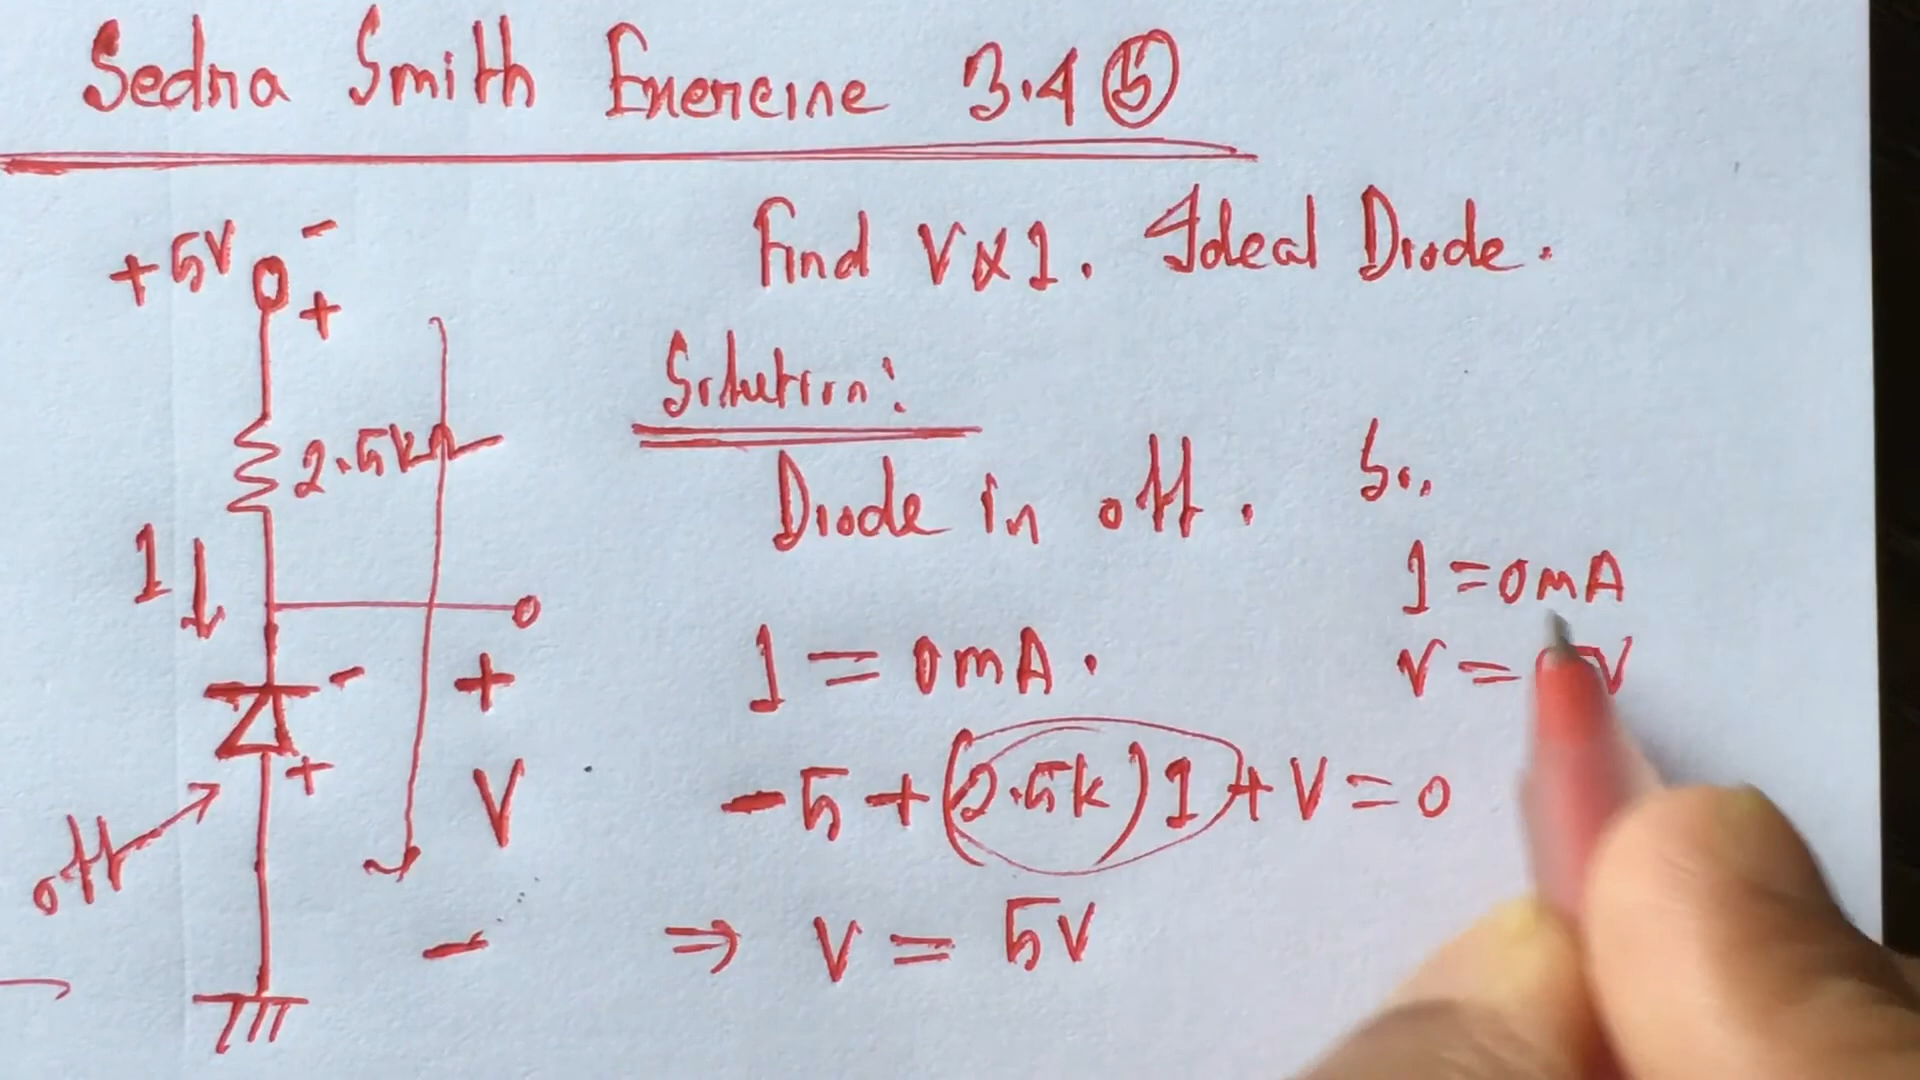 Sedra Smith Exercise 3.4 (b)
Find V & I. Ideal Diode.
+5V
-
+
Solution:
2.5kΩ
Diode is off. So,
I
I = 0mA
I = 0mA.
V =
V
-
+
+
V
-5 + (2.5k) I + V = 0
off
-
⇒ V = 5V